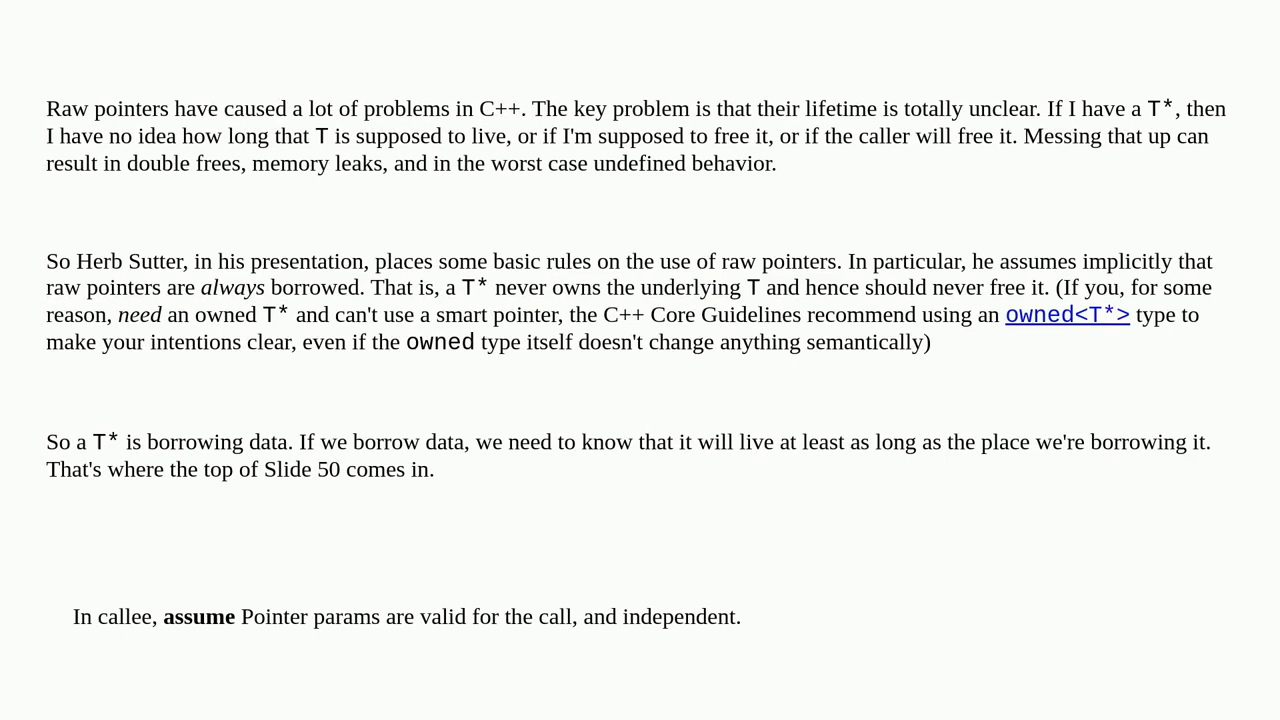 Raw pointers have caused a lot of problems in C++. The key problem is that their lifetime is totally unclear. If I have a T*, then
I have no idea how long that T is supposed to live, or if I'm supposed to free it, or if the caller will free it. Messing that up can
result in double frees, memory leaks, and in the worst case undefined behavior.
So Herb Sutter, in his presentation, places some basic rules on the use of raw pointers. In particular, he assumes implicitly that
raw pointers are always borrowed. That is, a T* never owns the underlying T and hence should never free it. (If you, for some
reason, need an owned T* and can't use a smart pointer, the C++ Core Guidelines recommend using an owned<T*> type to
make your intentions clear, even if the owned type itself doesn't change anything semantically)
So a T* is borrowing data. If we borrow data, we need to know that it will live at least as long as the place we're borrowing it.
That's where the top of Slide 50 comes in.
In callee, assume Pointer params are valid for the call, and independent.